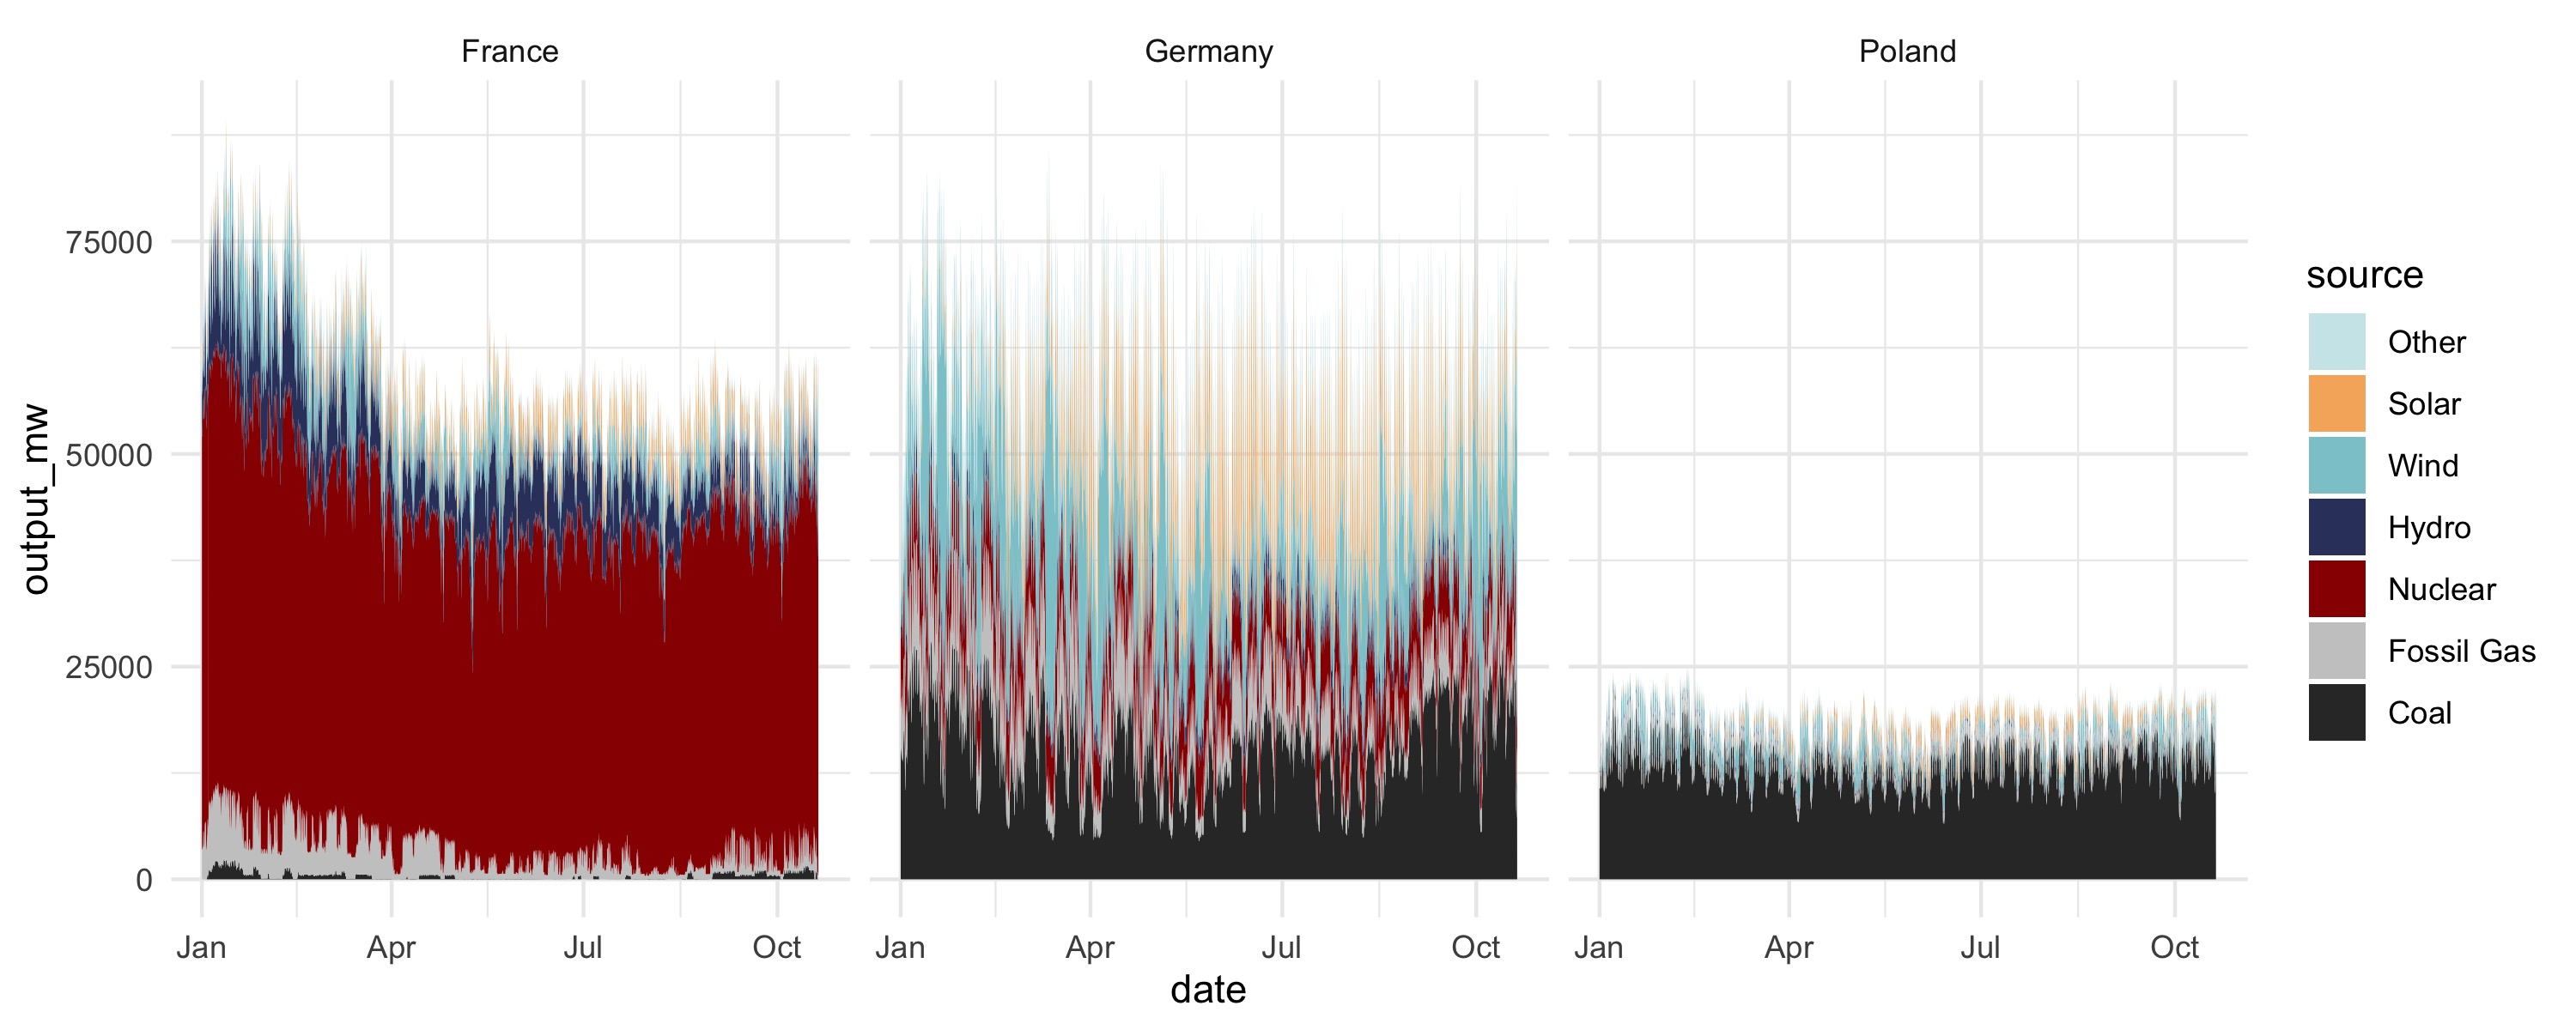 France Germany Poland
output_mw
75000
50000
25000
0
Jan Apr Jul Oct Jan Apr Jul Oct Jan Apr Jul Oct
date
source
Other
Solar
Wind
Hydro
Nuclear
Fossil Gas
Coal